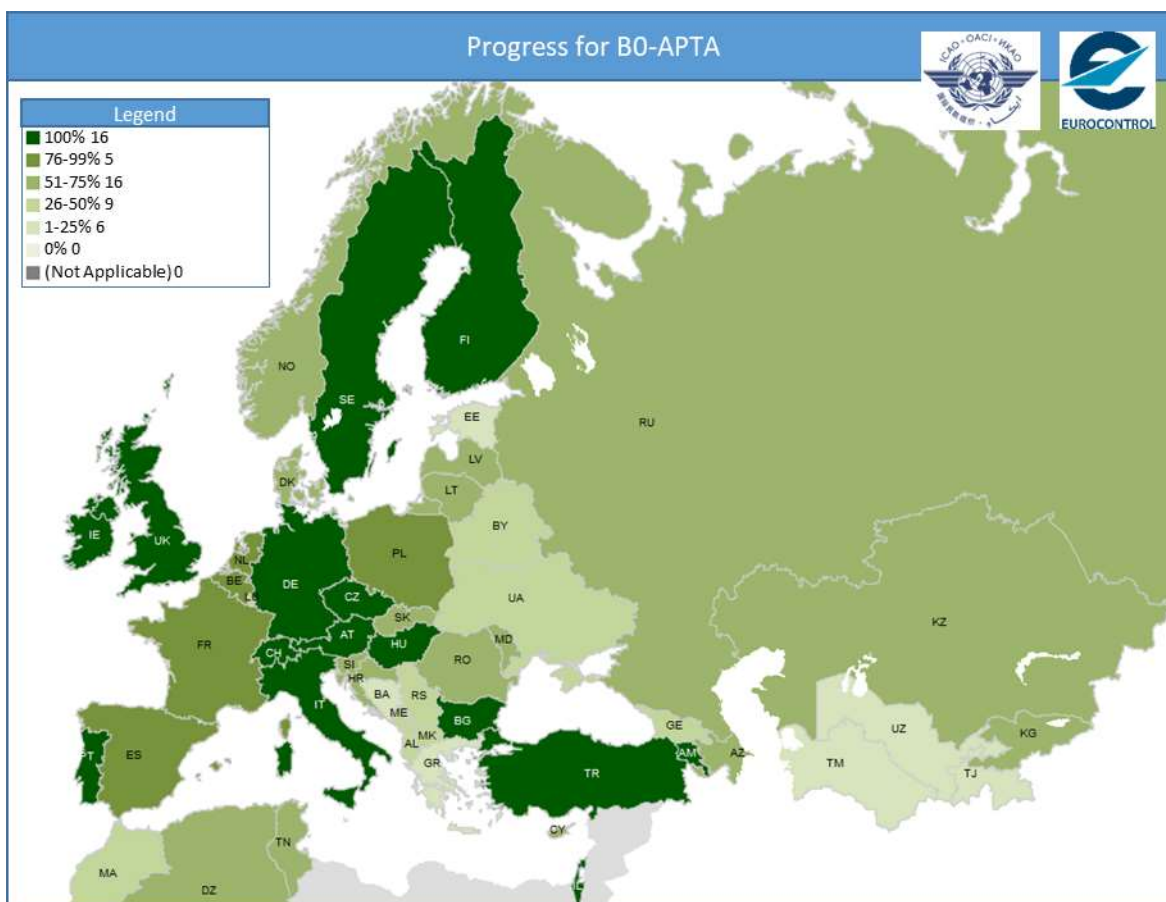 Progress for B0-APTA
ICAO · OACI · ИКАО
EUROCONTROL
Legend
100% 16
76-99% 5
51-75% 16
26-50% 9
1-25% 6
0% 0
(Not Applicable) 0
FI
NO
SE
EE
RU
LV
DK
LT
IE
UK
BY
NL
PL
BE
DE
UA
CZ
KZ
SK
FR
AT
MD
CH
HU
RO
SI
HR
BA
RS
IT
ME
BG
GE
UZ
KG
MK
AL
AM
AZ
ES
GR
TR
TM
TJ
CY
TN
MA
DZ